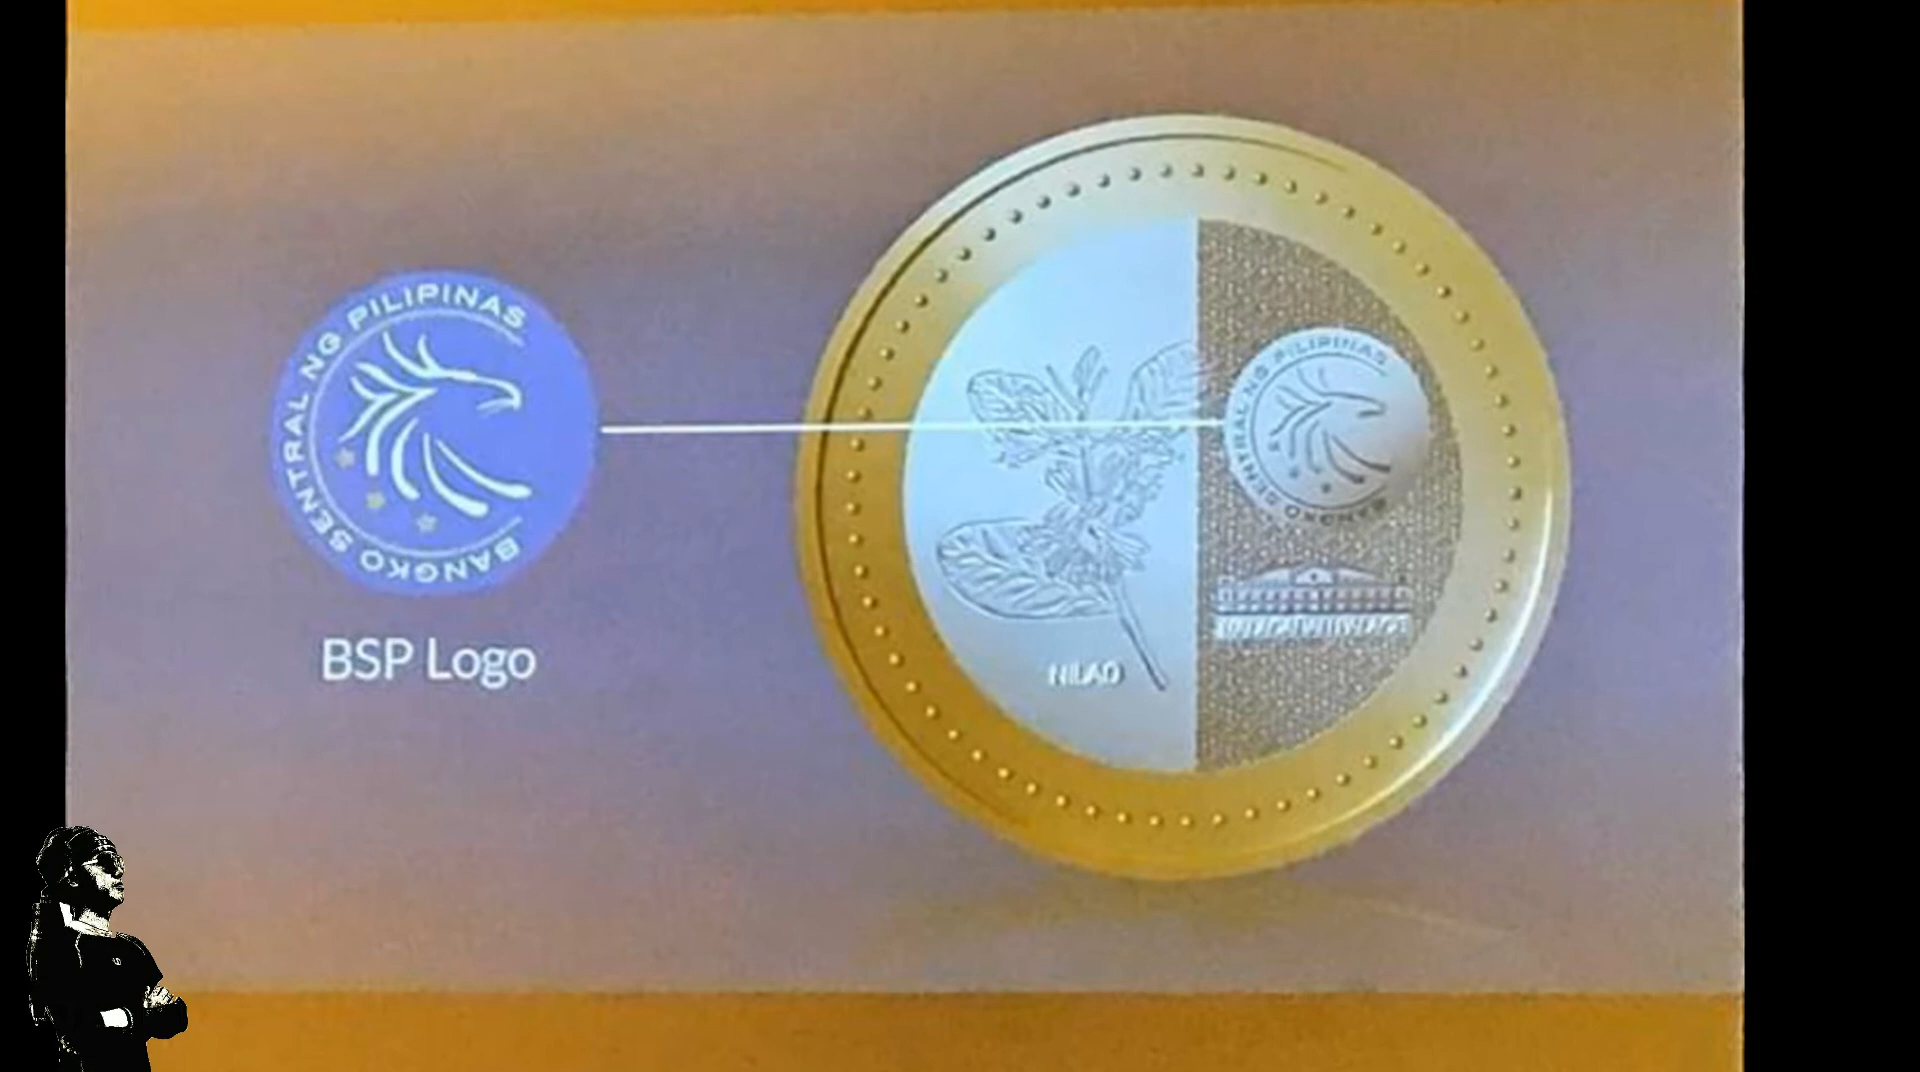 BANGKO SENTRAL NG PILIPINAS
BSP Logo
SENTRAL NG PILIPINAS
NILAD